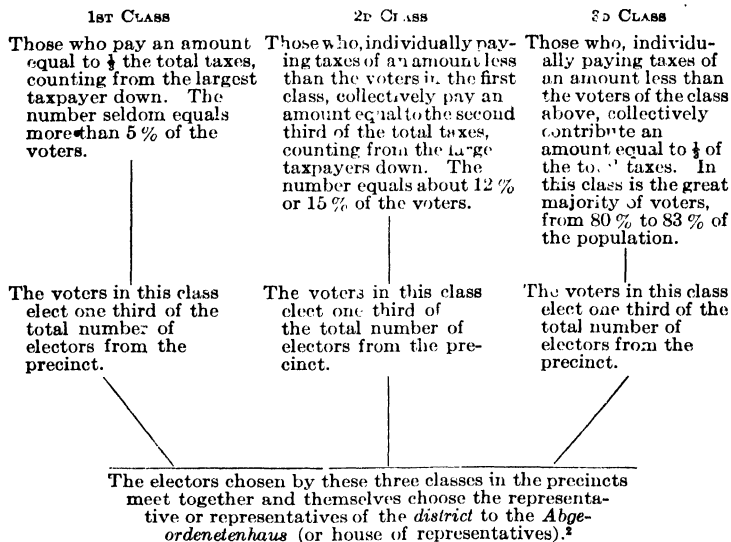 1ST CLASS
Those who pay an amount
equal to ⅓ the total taxes,
counting from the largest
taxpayer down. The
number seldom equals
more than 5 % of the
voters.
The voters in this class
elect one third of the
total number of
electors from the
precinct.
2D CLASS
Those who, individually pay-
ing taxes of an amount less
than the voters in the first
class, collectively pay an
amount equal to the second
third of the total taxes,
counting from the large
taxpayers down. The
number equals about 12 %
or 15 % of the voters.
The voters in this class
elect one third of
the total number of
electors from the pre-
cinct.
3D CLASS
Those who, individu-
ally paying taxes of
an amount less than
the voters of the class
above, collectively
contribute an
amount equal to ⅓ of
the total taxes. In
this class is the great
majority of voters,
from 80 % to 83 % of
the population.
The voters in this class
elect one third of the
total number of
electors from the
precinct.
The electors chosen by these three classes in the precincts
meet together and themselves choose the representa-
tive or representatives of the district to the Abge-
ordenetenhaus (or house of representatives).²